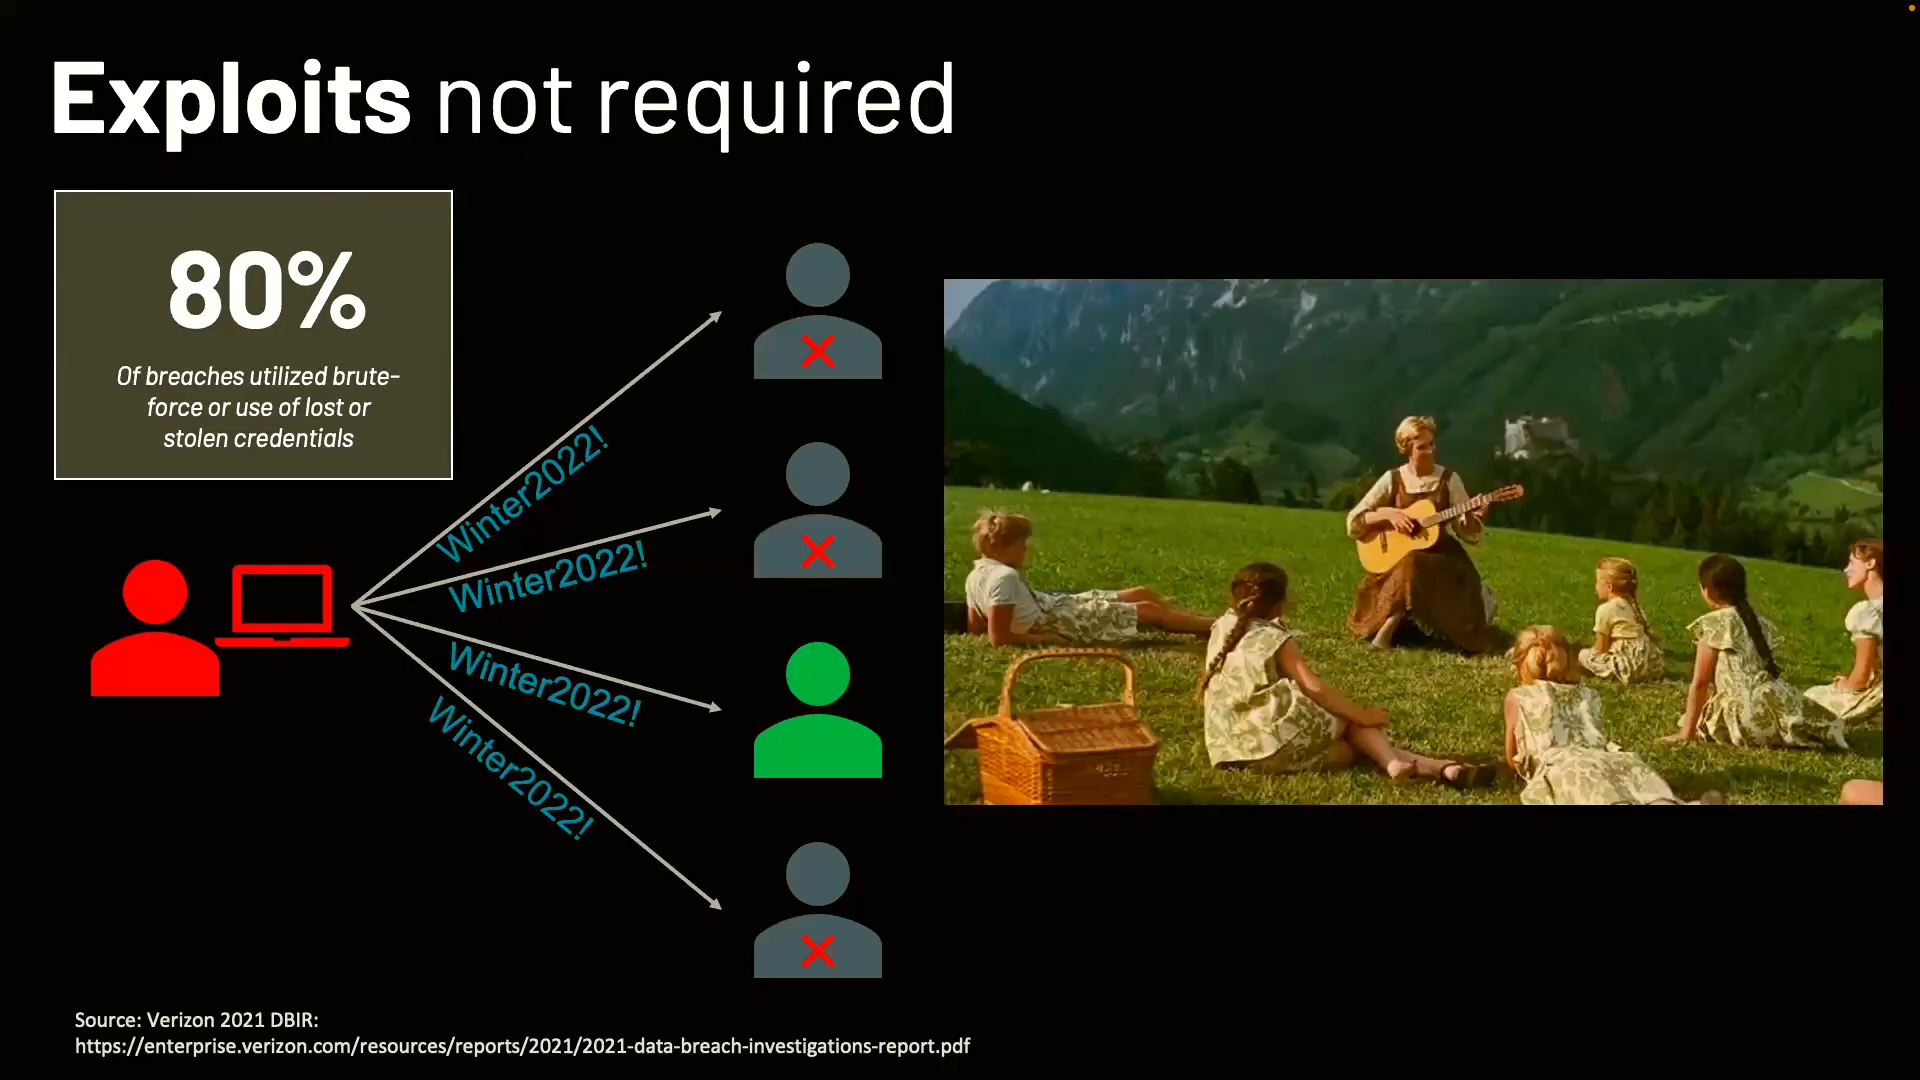 Exploits not required
80%
Of breaches utilized brute-
force or use of lost or
stolen credentials
Winter2022!
Winter2022!
Winter2022!
Winter2022!
Source: Verizon 2021 DBIR:
https://enterprise.verizon.com/resources/reports/2021/2021-data-breach-investigations-report.pdf